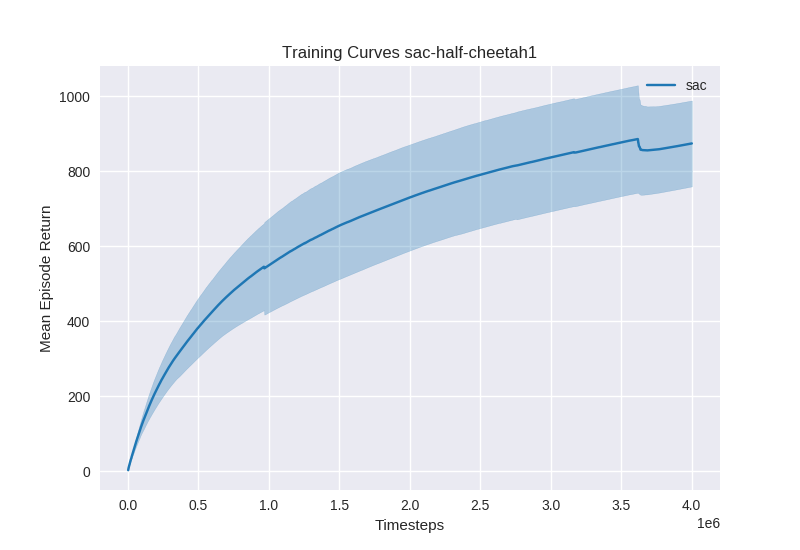 Training Curves sac-half-cheetah1
sac
Mean Episode Return
1000
800
600
400
200
0
0.0 0.5 1.0 1.5 2.0 2.5 3.0 3.5 4.0
1e6
Timesteps